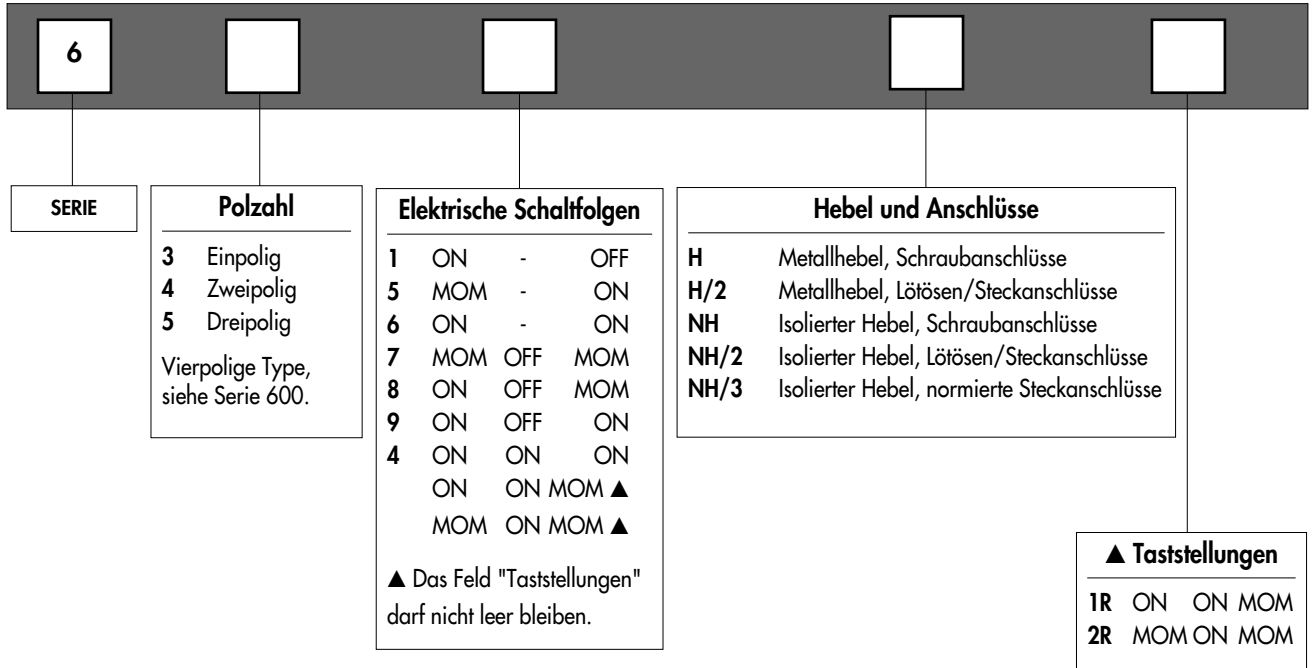 6
SERIE
Polzahl
3 Einpolig
4 Zweipolig
5 Dreipolig
Vierpolige Type,
siehe Serie 600.
Elektrische Schaltfolgen
1 ON - OFF
5 MOM - ON
6 ON - ON
7 MOM OFF MOM
8 ON OFF MOM
9 ON OFF ON
4 ON ON ON
ON ON MOM ▲
MOM ON MOM ▲
▲ Das Feld "Taststellungen"
darf nicht leer bleiben.
Hebel und Anschlüsse
H Metallhebel, Schraubanschlüsse
H/2 Metallhebel, Lötösen/Steckanschlüsse
NH Isolierter Hebel, Schraubanschlüsse
NH/2 Isolierter Hebel, Lötösen/Steckanschlüsse
NH/3 Isolierter Hebel, normierte Steckanschlüsse
▲ Taststellungen
1R ON ON MOM
2R MOM ON MOM